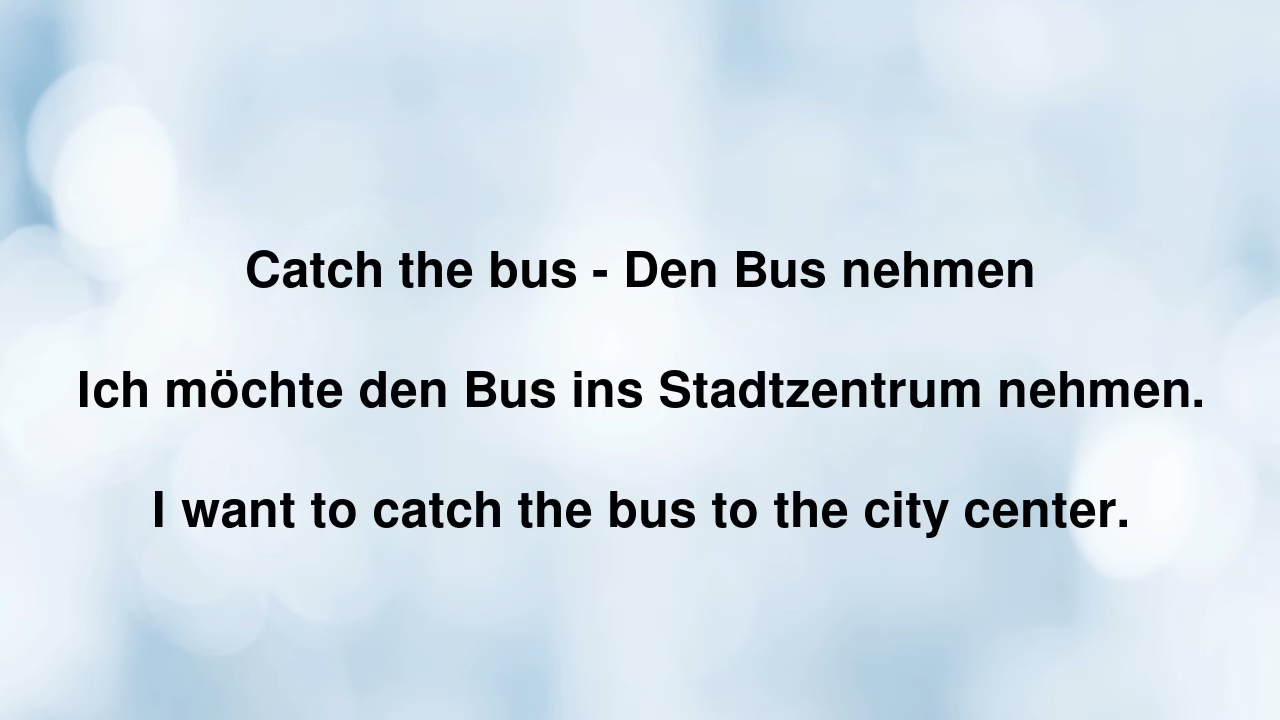 Catch the bus - Den Bus nehmen
Ich möchte den Bus ins Stadtzentrum nehmen.
I want to catch the bus to the city center.